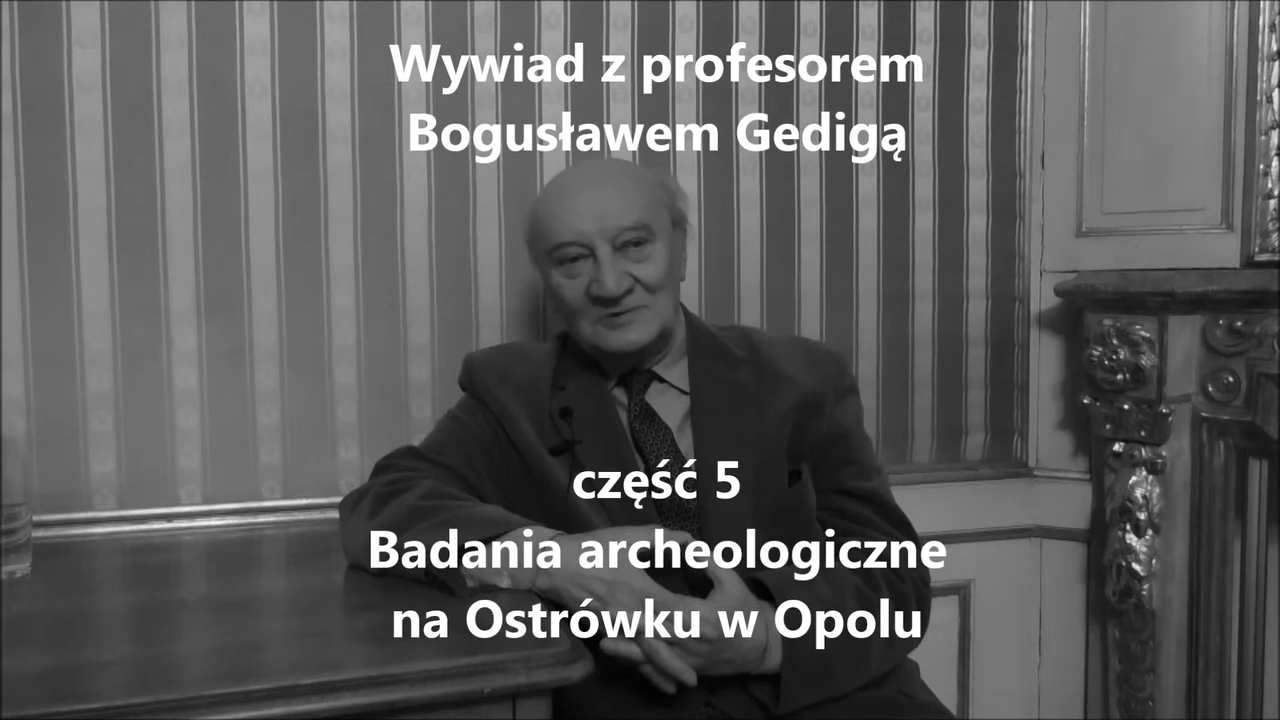 Wywiad z profesorem
Bogusławem Gedigą
część 5
Badania archeologiczne
na Ostrówku w Opolu